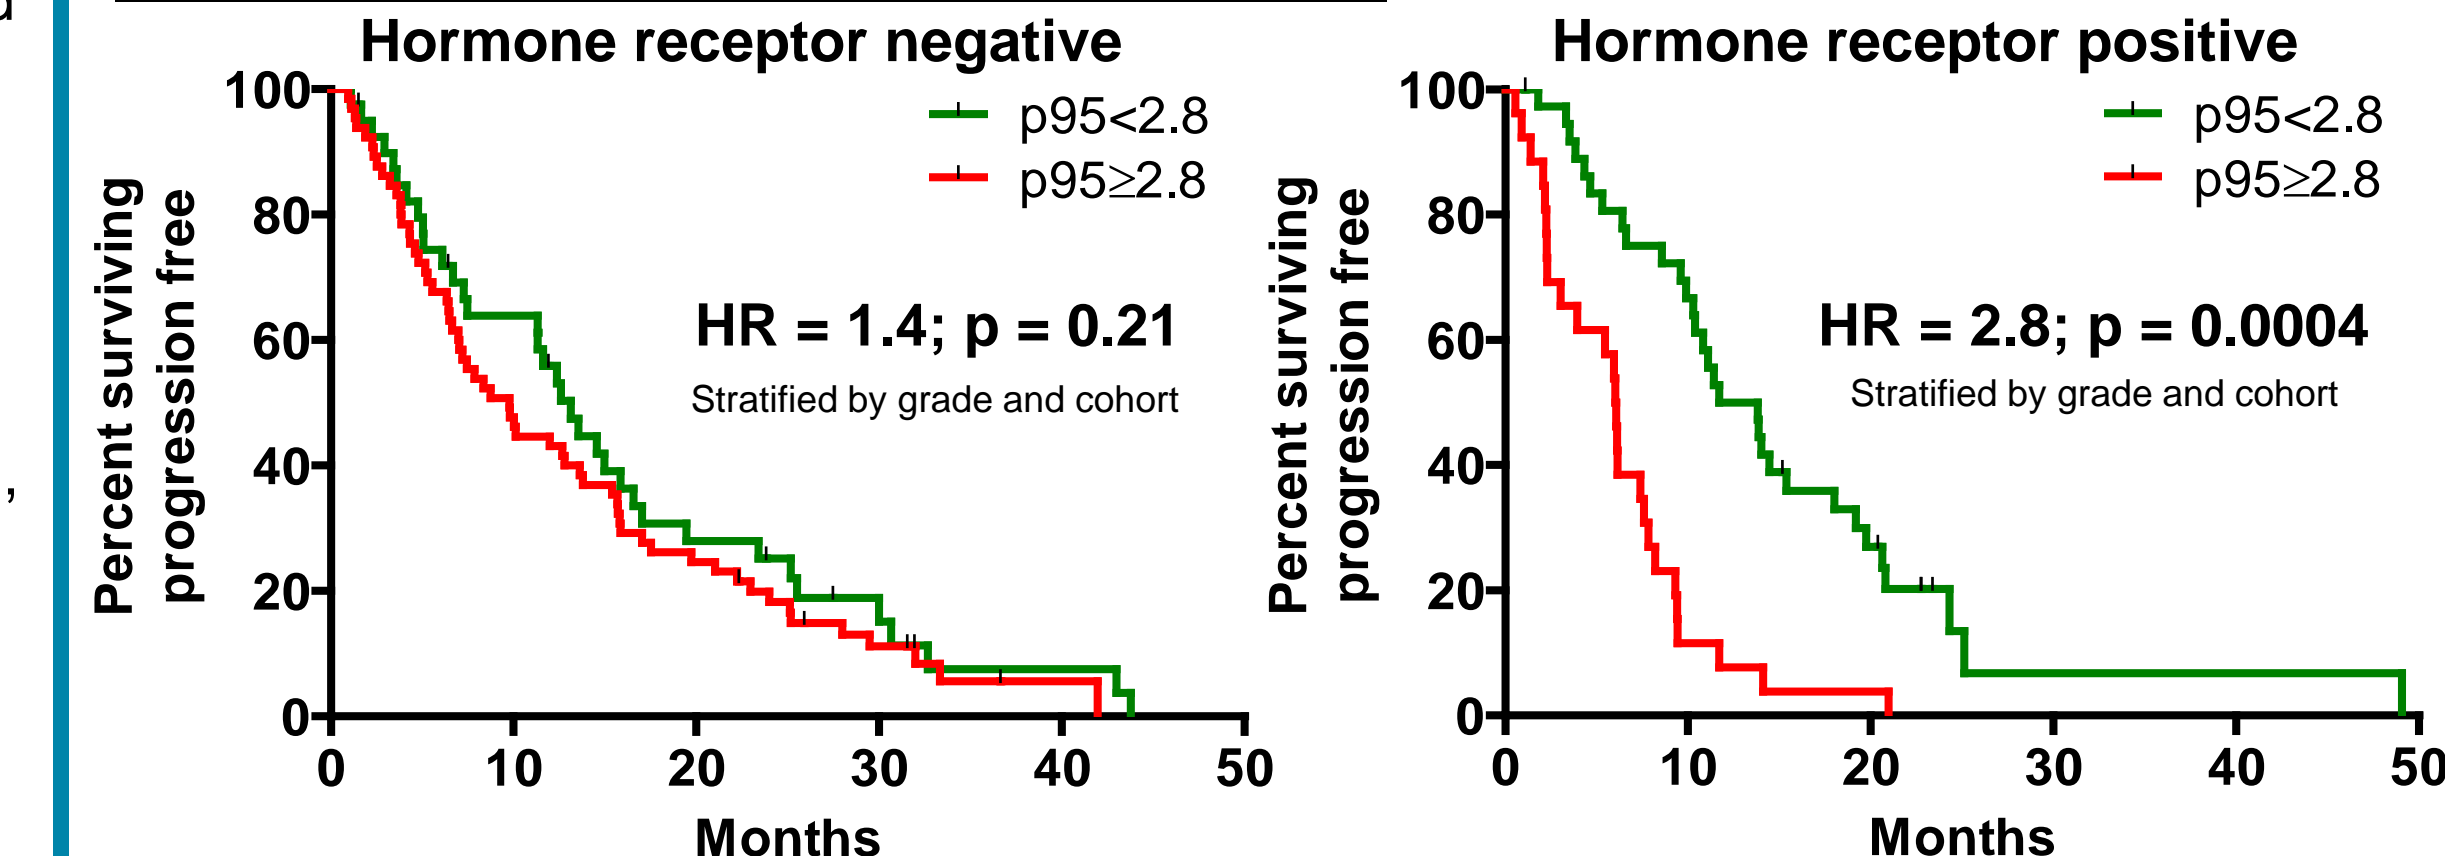 Hormone receptor negative
100
80
60
40
20
0
Percent surviving
progression free
p95<2.8
p95≥2.8
HR = 1.4; p = 0.21
Stratified by grade and cohort
0 10 20 30 40 50
Months
Hormone receptor positive
100
80
60
40
20
0
Percent surviving
progression free
p95<2.8
p95≥2.8
HR = 2.8; p = 0.0004
Stratified by grade and cohort
0 10 20 30 40 50
Months